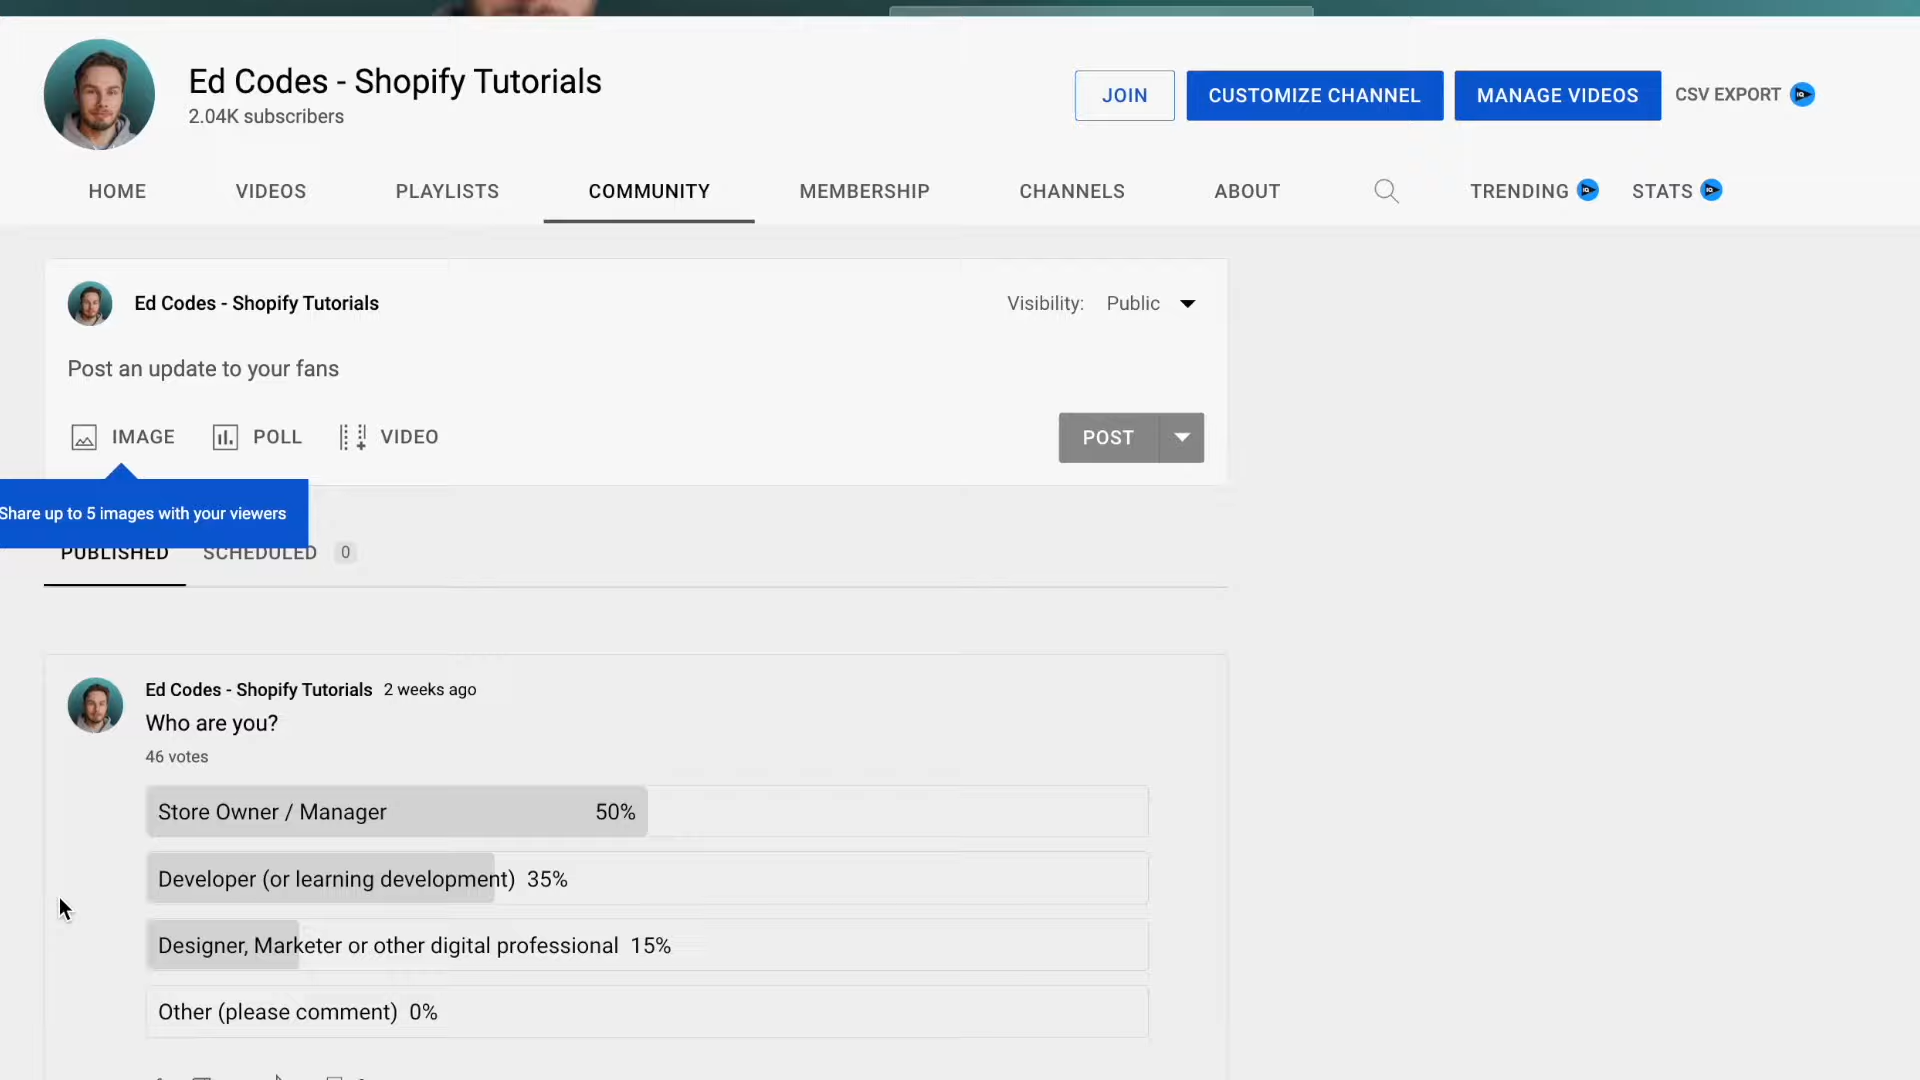 Ed Codes - Shopify Tutorials
2.04K subscribers
JOIN
CUSTOMIZE CHANNEL
MANAGE VIDEOS
CSV EXPORT
HOME
VIDEOS
PLAYLISTS
COMMUNITY
MEMBERSHIP
CHANNELS
ABOUT
TRENDING
STATS
Ed Codes - Shopify Tutorials
Visibility: Public
Post an update to your fans
IMAGE
POLL
VIDEO
POST
Share up to 5 images with your viewers
PUBLISHED
SCHEDULED 0
Ed Codes - Shopify Tutorials 2 weeks ago
Who are you?
46 votes
Store Owner / Manager 50%
Developer (or learning development) 35%
Designer, Marketer or other digital professional 15%
Other (please comment) 0%